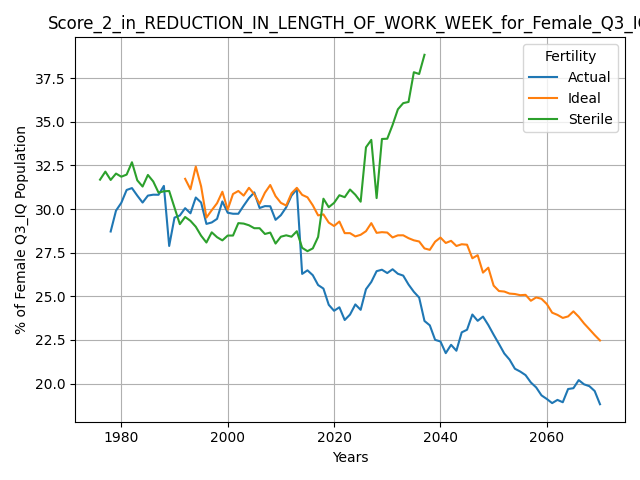 Score_2_in_REDUCTION_IN_LENGTH_OF_WORK_WEEK_for_Female_Q3_IQ
Fertility
Actual
Ideal
Sterile
% of Female Q3_IQ Population
37.5
35.0
32.5
30.0
27.5
25.0
22.5
20.0
1980 2000 2020 2040 2060
Years